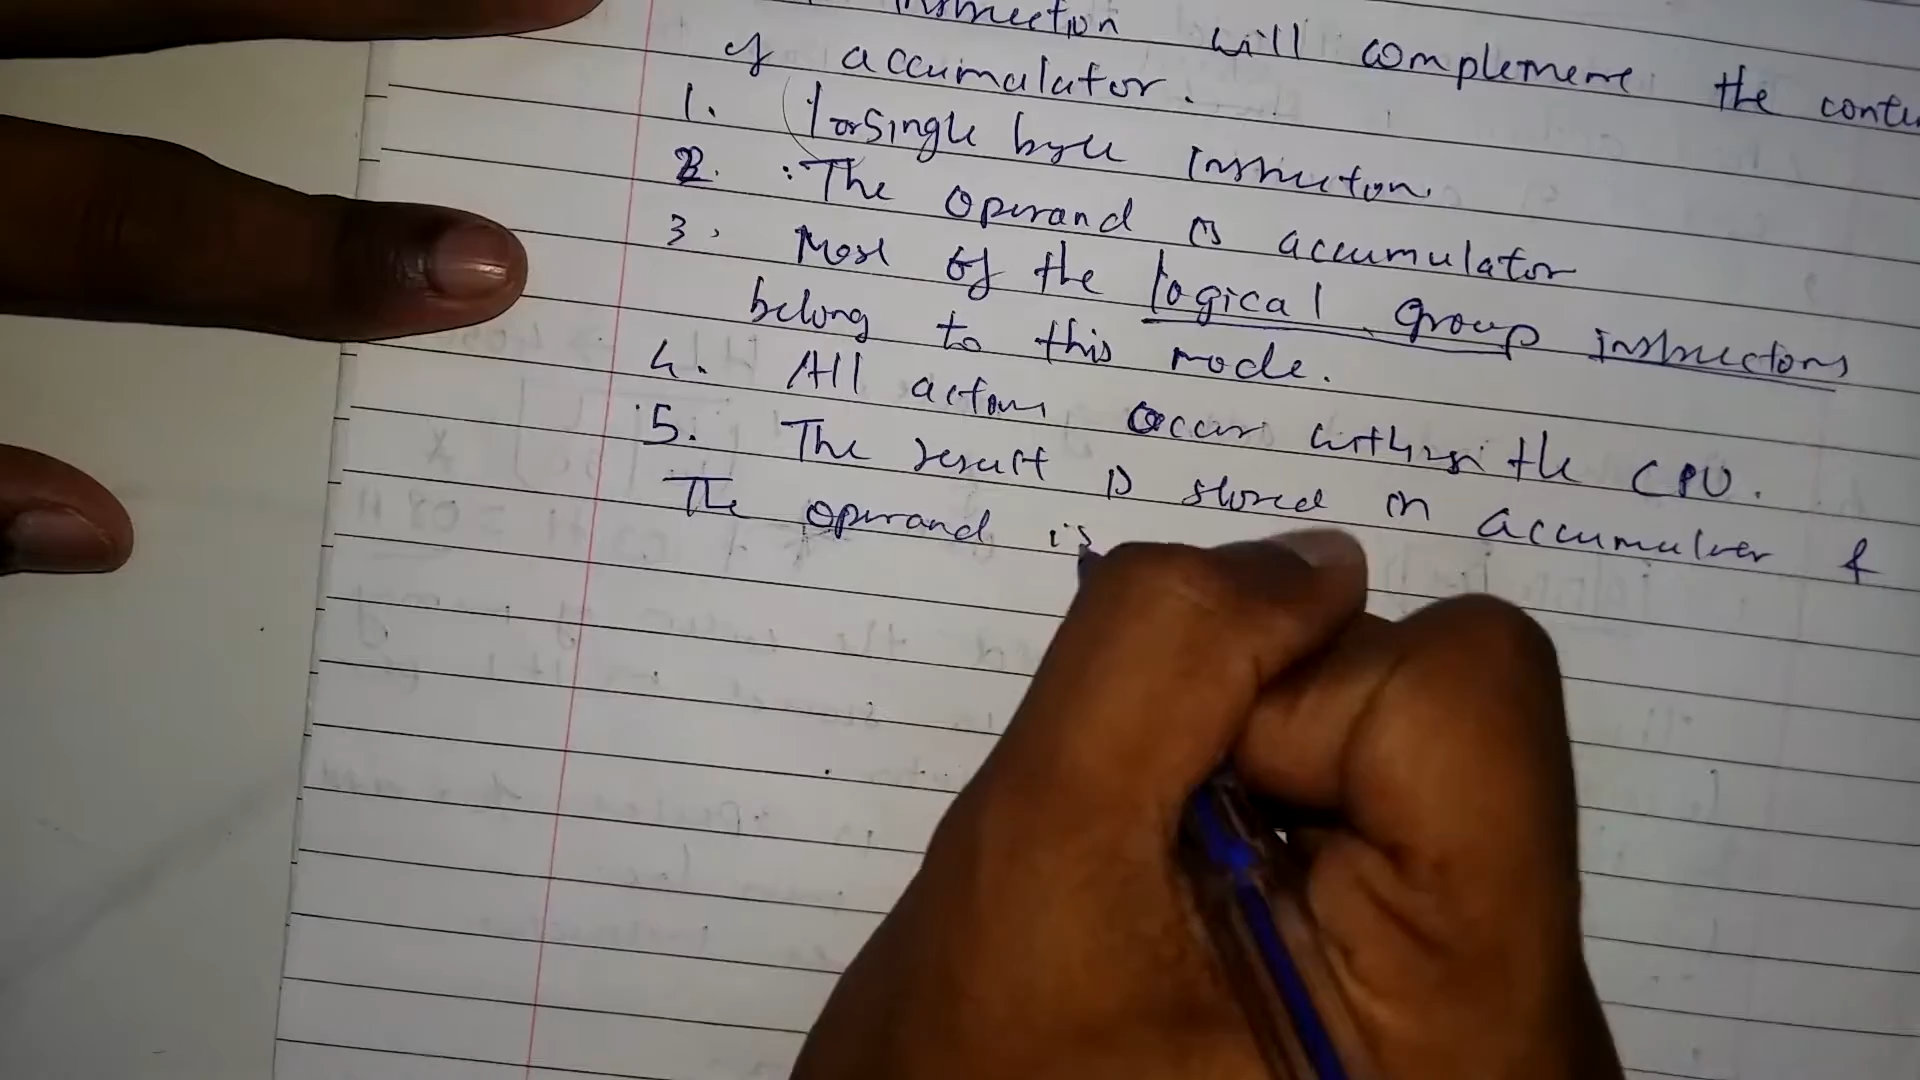 instruction will complement the conte
of accumulator.
1. 1 or single byte instruction.
2. : The operand is accumulator
3. Most of the logical group instructions
belong to this mode.
4. All actions occur within the CPU.
5. The result is stored in accumulator &
The operand is